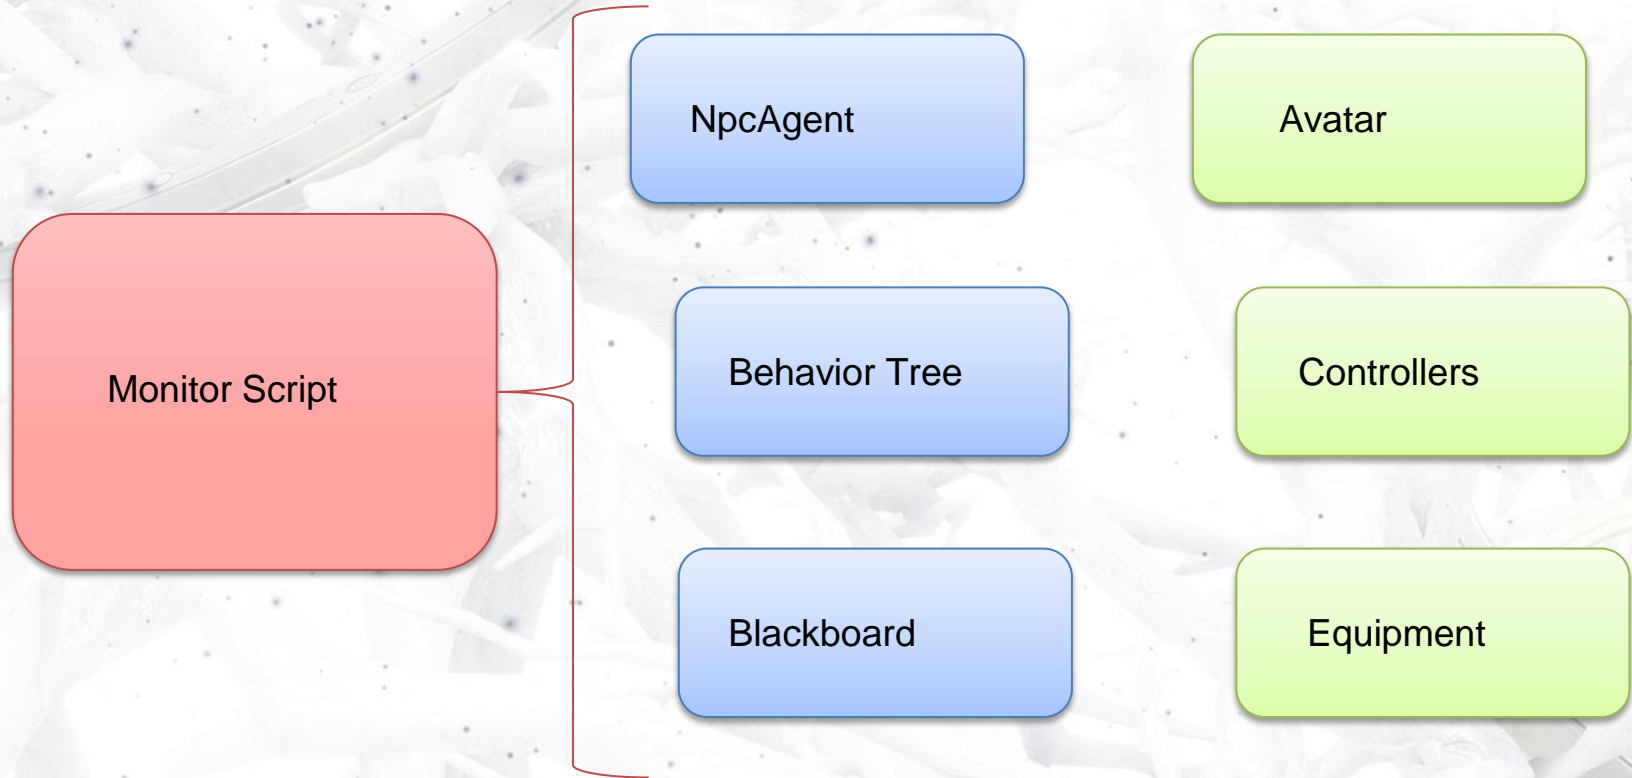 NpcAgent
Avatar
Monitor Script
Behavior Tree
Controllers
Blackboard
Equipment